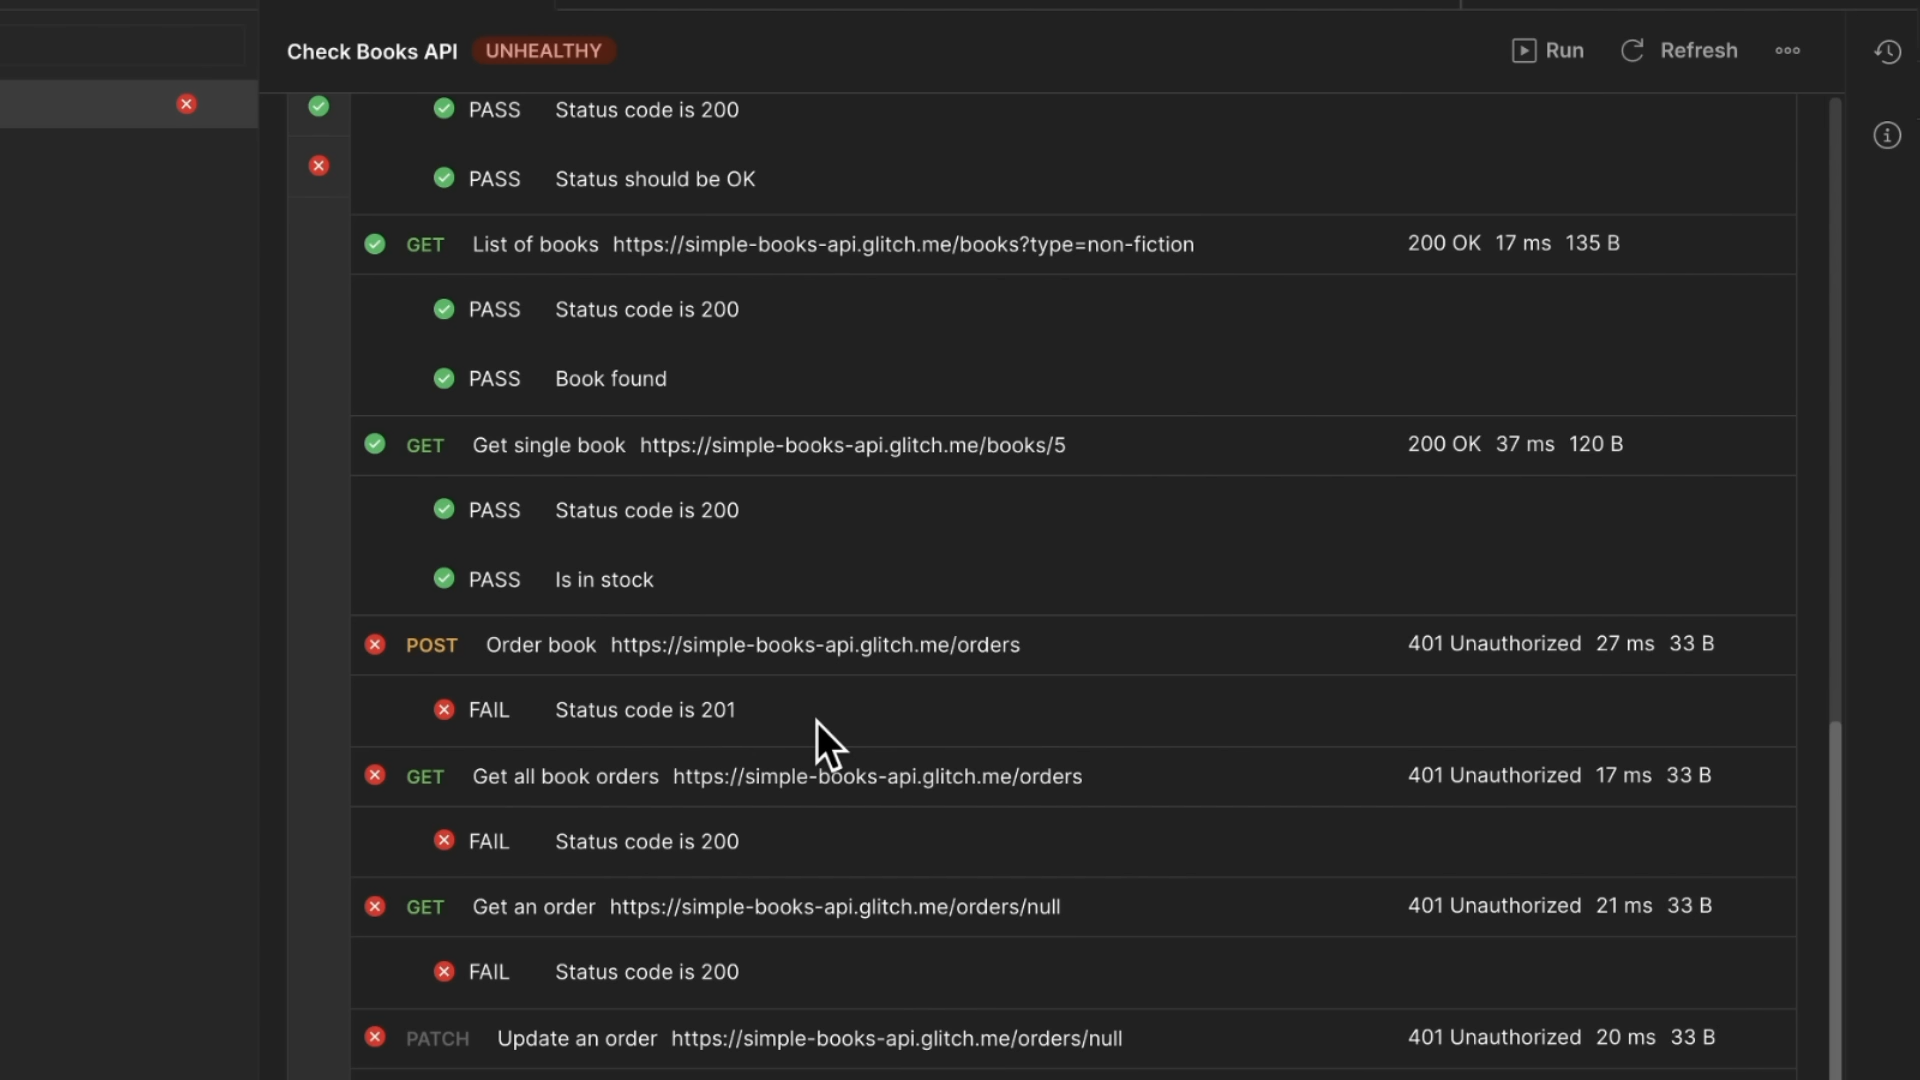 Check Books API UNHEALTHY Run Refresh
PASS Status code is 200
PASS Status should be OK
GET List of books https://simple-books-api.glitch.me/books?type=non-fiction 200 OK 17 ms 135 B
PASS Status code is 200
PASS Book found
GET Get single book https://simple-books-api.glitch.me/books/5 200 OK 37 ms 120 B
PASS Status code is 200
PASS Is in stock
POST Order book https://simple-books-api.glitch.me/orders 401 Unauthorized 27 ms 33 B
FAIL Status code is 201
GET Get all book orders https://simple-books-api.glitch.me/orders 401 Unauthorized 17 ms 33 B
FAIL Status code is 200
GET Get an order https://simple-books-api.glitch.me/orders/null 401 Unauthorized 21 ms 33 B
FAIL Status code is 200
PATCH Update an order https://simple-books-api.glitch.me/orders/null 401 Unauthorized 20 ms 33 B